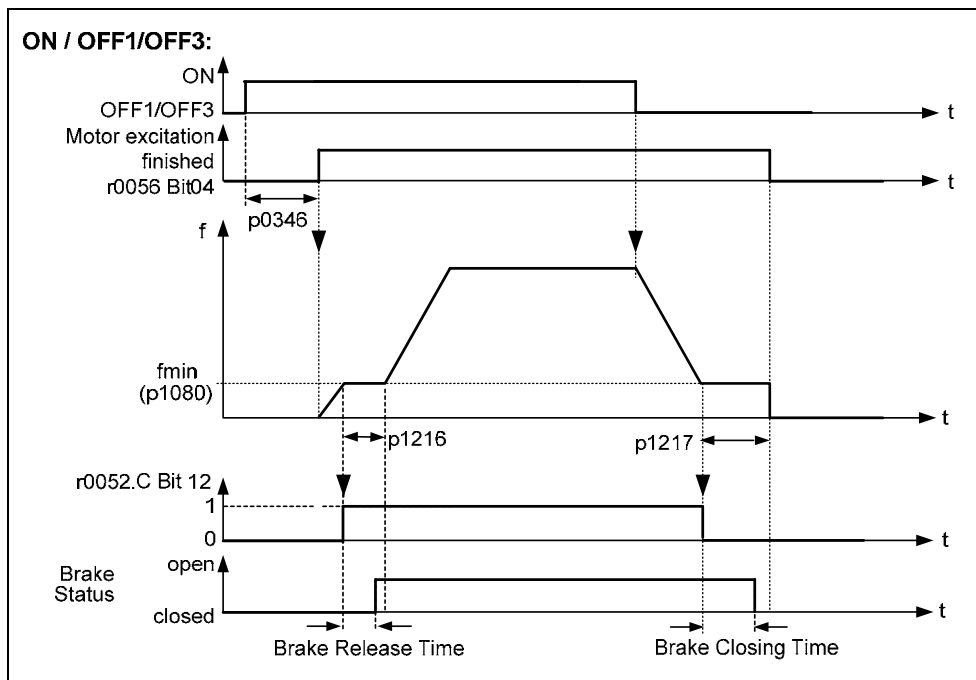 ON / OFF1/OFF3:
ON
OFF1/OFF3
t
Motor excitation
finished
r0056 Bit04
t
p0346
f
fmin
(p1080)
t
p1216
p1217
r0052.C Bit 12
1
0
t
Brake
Status
open
closed
t
Brake Release Time
Brake Closing Time